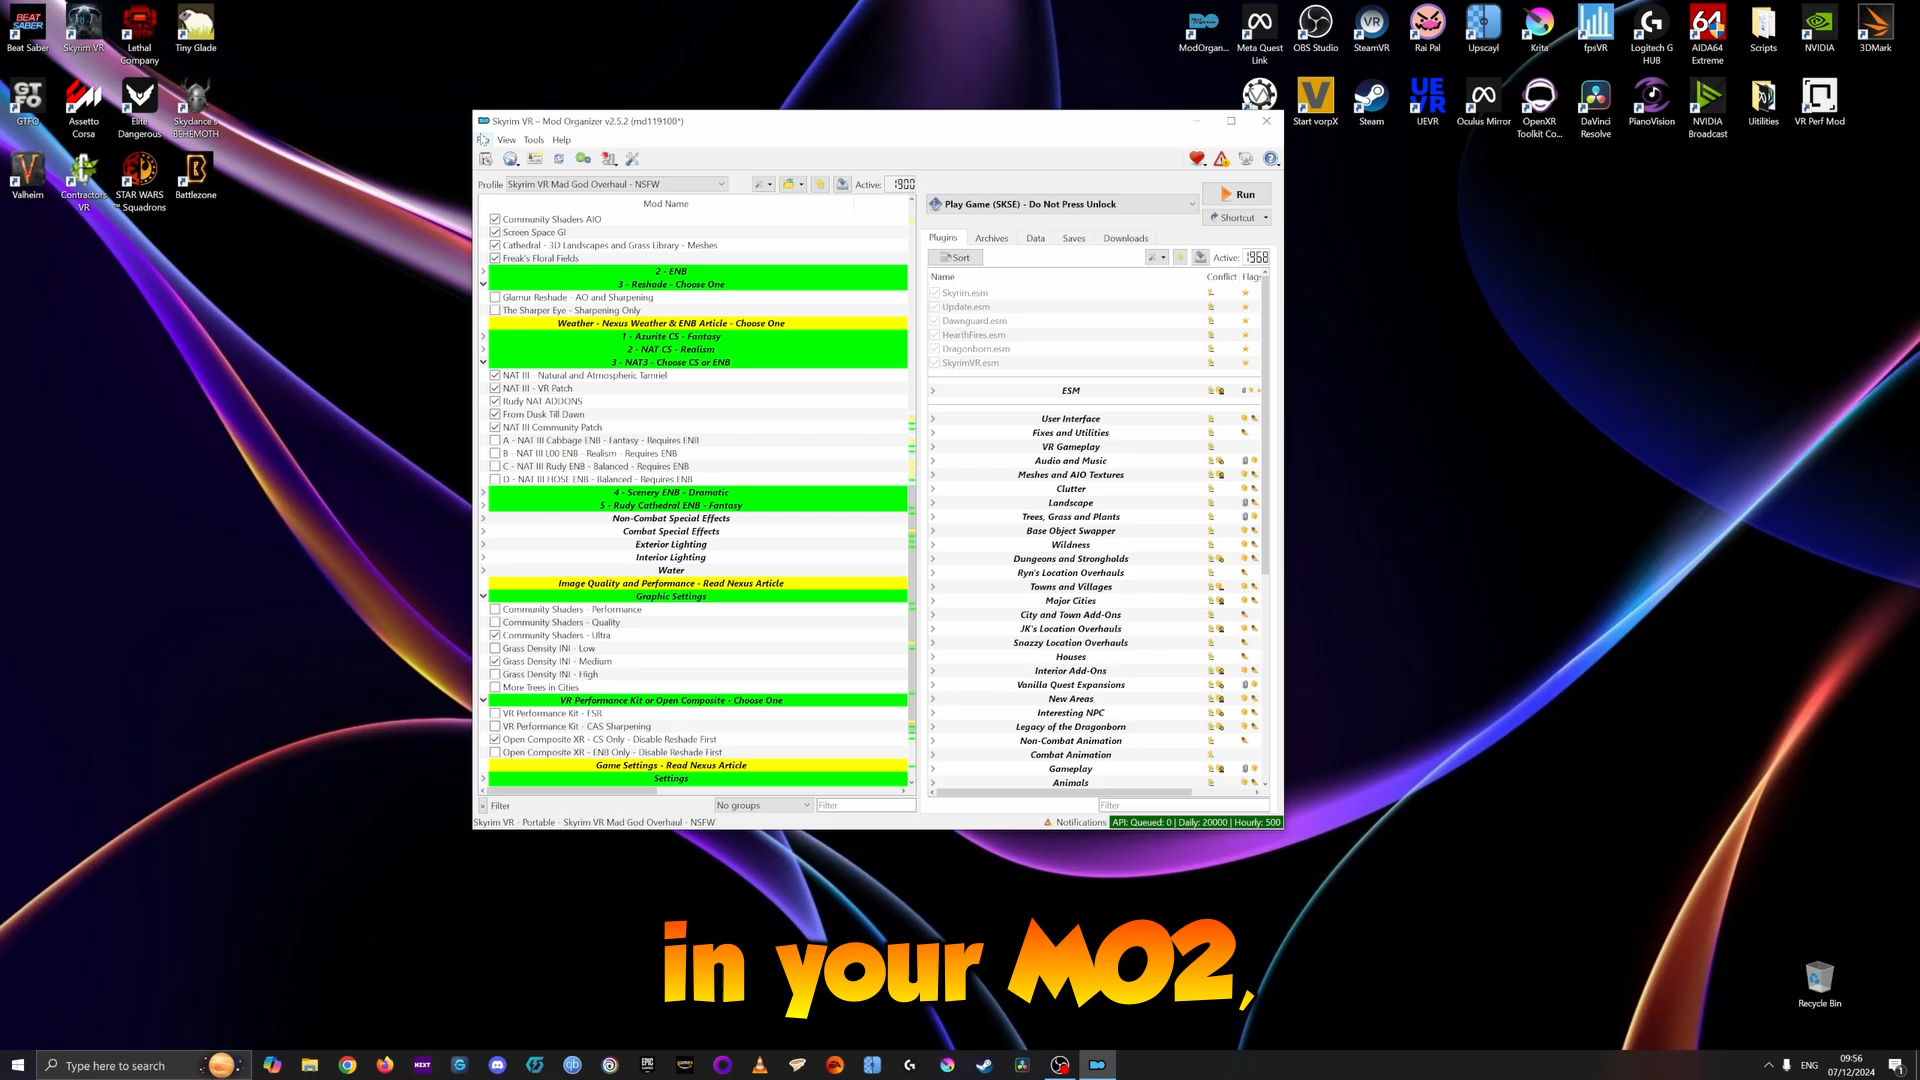 Beat Saber
Skyrim VR
Lethal Company
Tiny Glade
GTFO
Assetto Corsa
Elite Dangerous
Skydance's BEHEMOTH
Valheim
Contractors VR
STAR WARS Squadrons
Battlezone
ModOrgan...
Meta Quest Link
OBS Studio
SteamVR
Rai Pal
Upscayl
Krita
fpsVR
Logitech G HUB
AIDA64 Extreme
Scripts
NVIDIA
3DMark
Start vorpX
Steam
UEVR
Oculus Mirror
OpenXR Toolkit Co...
DaVinci Resolve
PianoVision
NVIDIA Broadcast
Uitilities
VR Perf Mod
Skyrim VR – Mod Organizer v2.5.2 (md119100*)
View Tools Help
Profile Skyrim VR Mad God Overhaul - NSFW
Active: 1900
Mod Name
Community Shaders AIO
Screen Space GI
Cathedral - 3D Landscapes and Grass Library - Meshes
Freak's Floral Fields
2 - ENB
3 - Reshade - Choose One
Glamur Reshade - AO and Sharpening
The Sharper Eye - Sharpening Only
Weather - Nexus Weather & ENB Article - Choose One
1 - Azurite CS - Fantasy
2 - NAT CS - Realism
3 - NAT3 - Choose CS or ENB
NAT III - Natural and Atmospheric Tamriel
NAT III - VR Patch
Rudy NAT ADDONS
From Dusk Till Dawn
NAT III Community Patch
A - NAT III Cabbage ENB - Fantasy - Requires ENB
B - NAT III L00 ENB - Realism - Requires ENB
C - NAT III Rudy ENB - Balanced - Requires ENB
D - NAT III HOSE ENB - Balanced - Requires ENB
4 - Scenery ENB - Dramatic
5 - Rudy Cathedral ENB - Fantasy
Non-Combat Special Effects
Combat Special Effects
Exterior Lighting
Interior Lighting
Water
Image Quality and Performance - Read Nexus Article
Graphic Settings
Community Shaders - Performance
Community Shaders - Quality
Community Shaders - Ultra
Grass Density INI - Low
Grass Density INI - Medium
Grass Density INI - High
More Trees in Cities
VR Performance Kit or Open Composite - Choose One
VR Performance Kit - FSR
VR Performance Kit - CAS Sharpening
Open Composite XR - CS Only - Disable Reshade First
Open Composite XR - ENB Only - Disable Reshade First
Game Settings - Read Nexus Article
Settings
Filter
No groups
Filter
Skyrim VR - Portable - Skyrim VR Mad God Overhaul - NSFW
Play Game (SKSE) - Do Not Press Unlock
Run
Shortcut
Plugins Archives Data Saves Downloads
Sort
Active: 1968
Name Conflict Flags
Skyrim.esm
Update.esm
Dawnguard.esm
HearthFires.esm
Dragonborn.esm
SkyrimVR.esm
ESM
User Interface
Fixes and Utilities
VR Gameplay
Audio and Music
Meshes and AIO Textures
Clutter
Landscape
Trees, Grass and Plants
Base Object Swapper
Wildness
Dungeons and Strongholds
Ryn's Location Overhauls
Towns and Villages
Major Cities
City and Town Add-Ons
JK's Location Overhauls
Snazzy Location Overhauls
Houses
Interior Add-Ons
Vanilla Quest Expansions
New Areas
Interesting NPC
Legacy of the Dragonborn
Non-Combat Animation
Combat Animation
Gameplay
Animals
Filter
Notifications API: Queued: 0 | Daily: 20000 | Hourly: 500
in your MO2,
Recycle Bin
Type here to search
ENG
09:56
07/12/2024